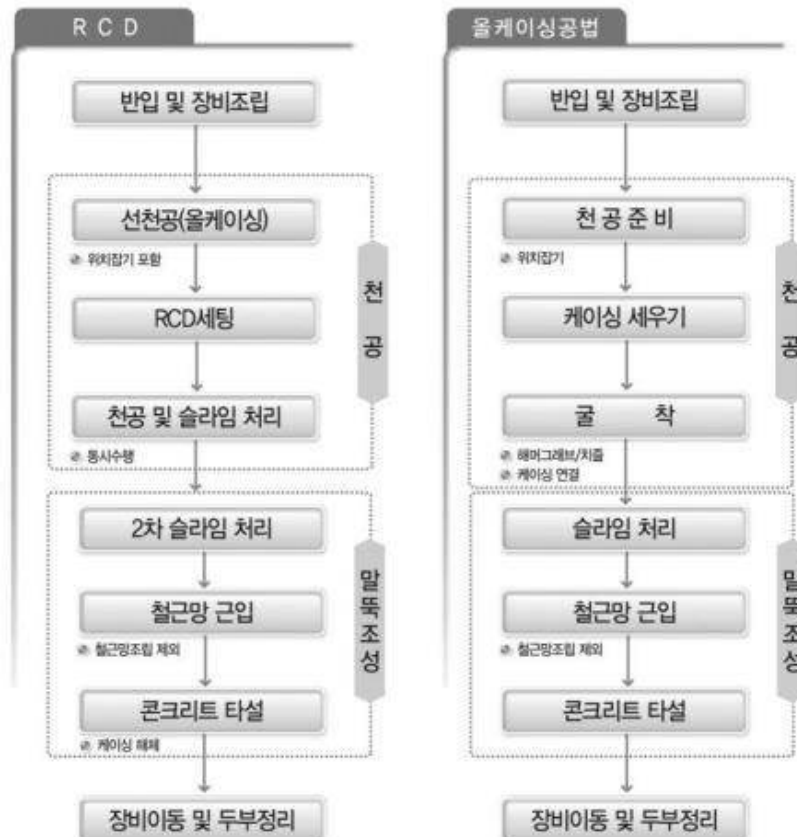 R C D
반입 및 장비조립
선천공(올케이싱)
위치잡기 포함
RCD세팅
천공 및 슬라임 처리
동시수행
천공
2차 슬라임 처리
철근망 근입
철근망조립 제외
콘크리트 타설
케이싱 해체
말뚝조성
장비이동 및 두부정리
올케이싱공법
반입 및 장비조립
천 공 준 비
위치잡기
케이싱 세우기
굴 착
해머그래브/치즐
케이싱 연결
천공
슬라임 처리
철근망 근입
철근망조립 제외
콘크리트 타설
말뚝조성
장비이동 및 두부정리